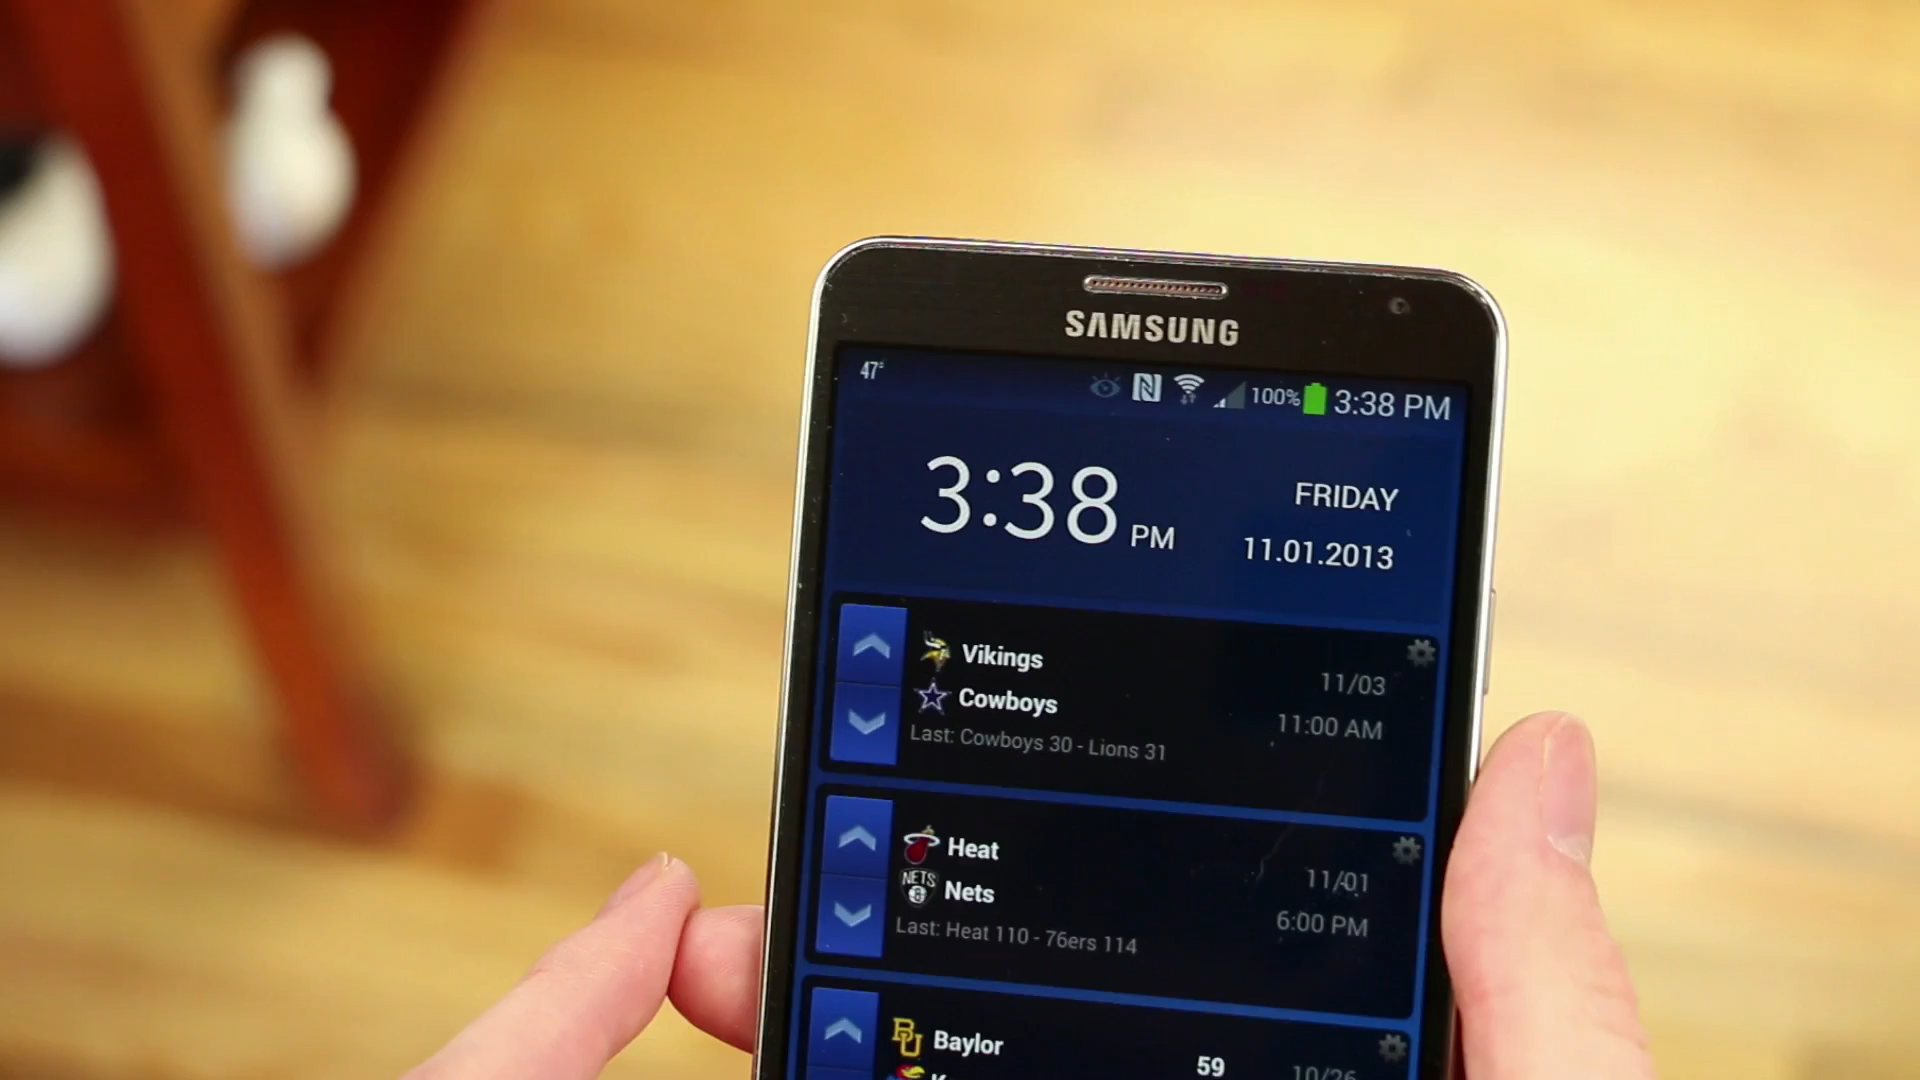 SAMSUNG
47°
100% 3:38 PM
3:38 PM
FRIDAY
11.01.2013
Vikings
11/03
Cowboys
11:00 AM
Last: Cowboys 30 - Lions 31
Heat
11/01
NETS
Nets
6:00 PM
Last: Heat 110 - 76ers 114
BU
Baylor
59
10/26